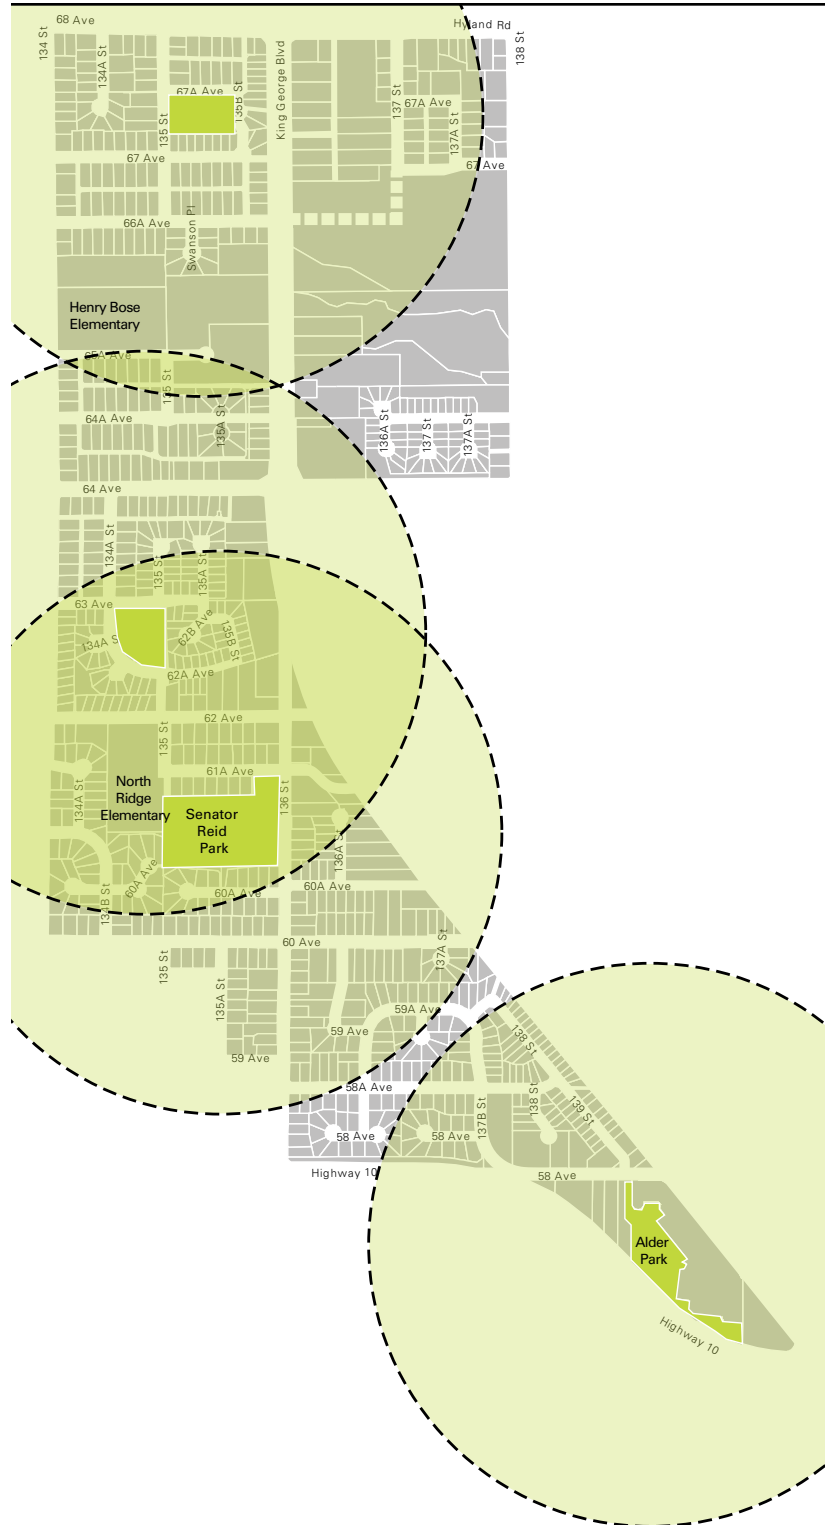 68 Ave
Hyland Rd
134 St
134A St
135 St
67A Ave
135B St
King George Blvd
137 St
67A Ave
137A St
138 St
67 Ave
67 Ave
66A Ave
Swanson Pl
Henry Bose
Elementary
65A Ave
135 St
64A Ave
135A St
136A St
137 St
137A St
64 Ave
134A St
135 St
135A St
63 Ave
134A S
62B Ave
135B St
62A Ave
62 Ave
135 St
61A Ave
134A St
North
Ridge
Elementary
Senator
Reid
Park
136 St
136A St
60A Ave
60A Ave
60A Ave
134B St
60 Ave
135 St
135A St
137A St
59A Ave
59 Ave
59 Ave
138 St
58A Ave
138 St
139 St
137B St
58 Ave
58 Ave
Highway 10
58 Ave
Alder
Park
Highway 10